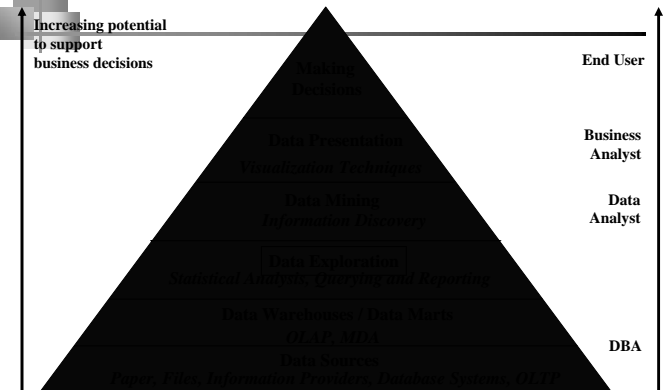 Increasing potential
to support
business decisions
End User
Making
Decisions
Business
Analyst
Data Presentation
Visualization Techniques
Data
Analyst
Data Mining
Information Discovery
Data Exploration
Statistical Analysis, Querying and Reporting
Data Warehouses / Data Marts
OLAP, MDA
DBA
Data Sources
Paper, Files, Information Providers, Database Systems, OLTP